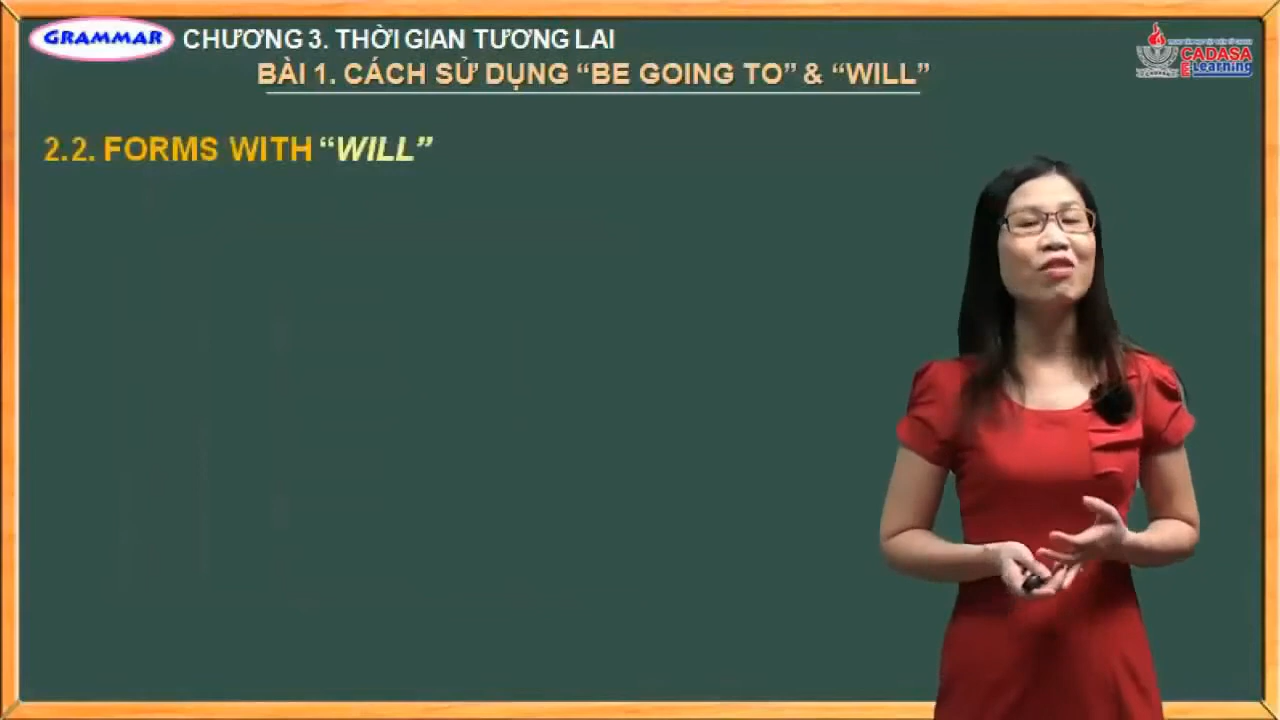 GRAMMAR CHƯƠNG 3. THỜI GIAN TƯƠNG LAI
BÀI 1. CÁCH SỬ DỤNG “BE GOING TO” & “WILL”
CADASA
E Learning
2.2. FORMS WITH “WILL”